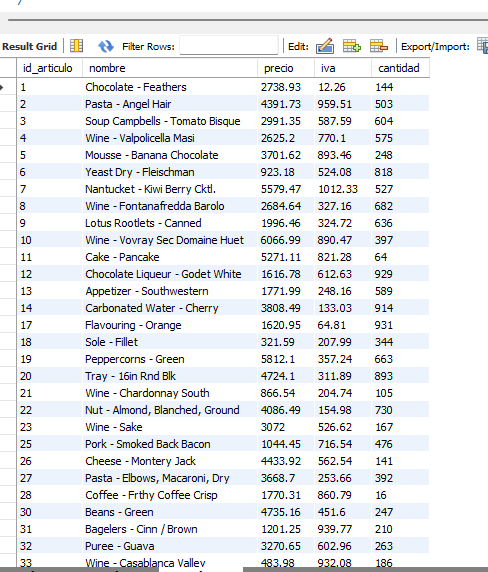 Result Grid Filter Rows: Edit: Export/Import:
id_articulo nombre precio iva cantidad
1 Chocolate - Feathers 2738.93 12.26 144
2 Pasta - Angel Hair 4391.73 959.51 503
3 Soup Campbells - Tomato Bisque 2991.35 587.59 604
4 Wine - Valpolicella Masi 2625.2 770.1 575
5 Mousse - Banana Chocolate 3701.62 893.46 248
6 Yeast Dry - Fleischman 923.18 524.08 818
7 Nantucket - Kiwi Berry Cktl. 5579.47 1012.33 527
8 Wine - Fontanafredda Barolo 2684.64 327.16 682
9 Lotus Rootlets - Canned 1996.46 324.72 636
10 Wine - Vovray Sec Domaine Huet 6066.99 890.47 397
11 Cake - Pancake 5271.11 821.28 64
12 Chocolate Liqueur - Godet White 1616.78 612.63 929
13 Appetizer - Southwestern 1771.99 248.16 589
14 Carbonated Water - Cherry 3808.49 133.03 914
17 Flavouring - Orange 1620.95 64.81 931
18 Sole - Fillet 321.59 207.99 344
19 Peppercorns - Green 5812.1 357.24 663
20 Tray - 16in Rnd Blk 4724.1 311.89 893
21 Wine - Chardonnay South 866.54 204.74 105
22 Nut - Almond, Blanched, Ground 4086.49 154.98 730
23 Wine - Sake 3072 526.62 167
25 Pork - Smoked Back Bacon 1044.45 716.54 476
26 Cheese - Montery Jack 4433.92 562.54 141
27 Pasta - Elbows, Macaroni, Dry 3668.7 253.66 392
28 Coffee - Frthy Coffee Crisp 1770.31 860.79 16
30 Beans - Green 4735.16 451.6 247
31 Bagelers - Cinn / Brown 1201.25 939.77 210
32 Puree - Guava 3270.65 602.96 263
33 Wine - Casablanca Valley 483.98 932.08 186